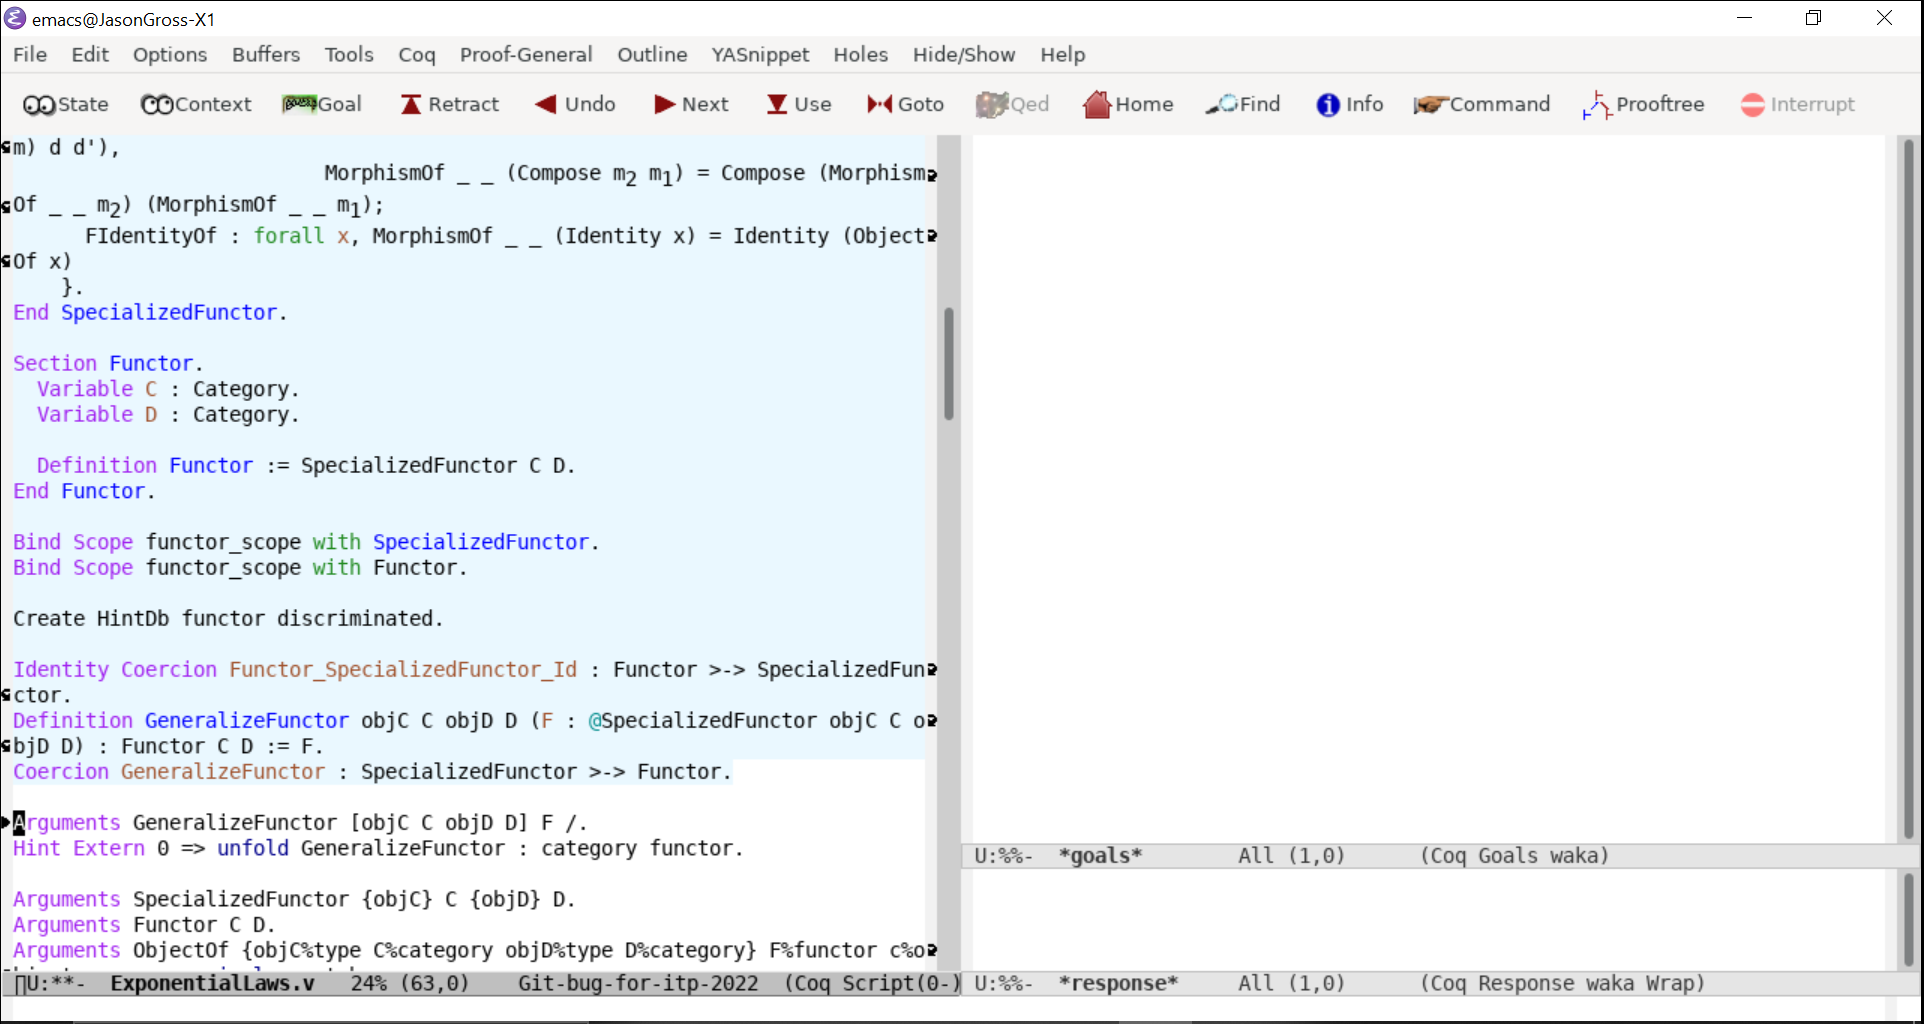 emacs@JasonGross-X1
File Edit Options Buffers Tools Coq Proof-General Outline YASnippet Holes Hide/Show Help
State Context Goal Retract Undo Next Use Goto Qed Home Find Info Command Prooftree Interrupt
m) d d'),
MorphismOf _ _ (Compose m2 m1) = Compose (Morphism
Of _ _ m2) (MorphismOf _ _ m1);
FIdentityOf : forall x, MorphismOf _ _ (Identity x) = Identity (Object
Of x)
}.
End SpecializedFunctor.
Section Functor.
Variable C : Category.
Variable D : Category.
Definition Functor := SpecializedFunctor C D.
End Functor.
Bind Scope functor_scope with SpecializedFunctor.
Bind Scope functor_scope with Functor.
Create HintDb functor discriminated.
Identity Coercion Functor_SpecializedFunctor_Id : Functor >-> SpecializedFun
ctor.
Definition GeneralizeFunctor objC C objD D (F : @SpecializedFunctor objC C o
bjD D) : Functor C D := F.
Coercion GeneralizeFunctor : SpecializedFunctor >-> Functor.
Arguments GeneralizeFunctor [objC C objD D] F /.
Hint Extern 0 => unfold GeneralizeFunctor : category functor.
Arguments SpecializedFunctor {objC} C {objD} D.
Arguments Functor C D.
Arguments ObjectOf {objC%type C%category objD%type D%category} F%functor c%o
U:**- ExponentialLaws.v 24% (63,0) Git-bug-for-itp-2022 (Coq Script(0-)
U:%%- *goals* All (1,0) (Coq Goals waka)
U:%%- *response* All (1,0) (Coq Response waka Wrap)